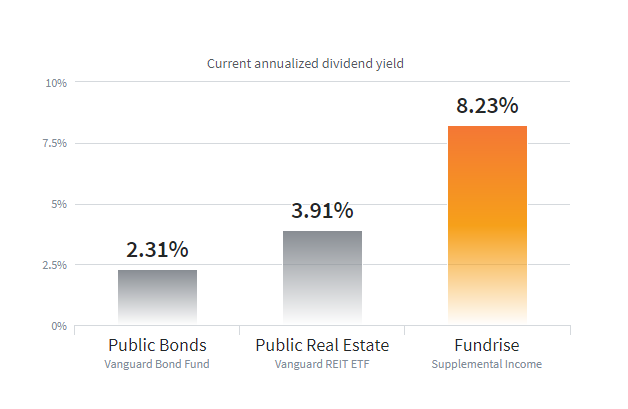 Current annualized dividend yield
10%
8.23%
7.5%
5%
3.91%
2.31%
2.5%
0%
Public Bonds
Vanguard Bond Fund
Public Real Estate
Vanguard REIT ETF
Fundrise
Supplemental Income